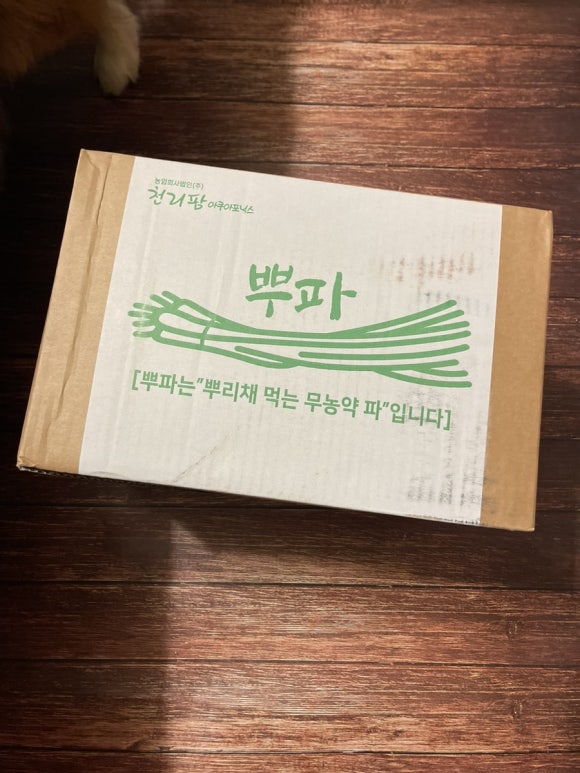 농업회사법인(주)
천리팜 아쿠아포닉스
뿌파
[뿌파는"뿌리채 먹는 무농약 파"입니다]